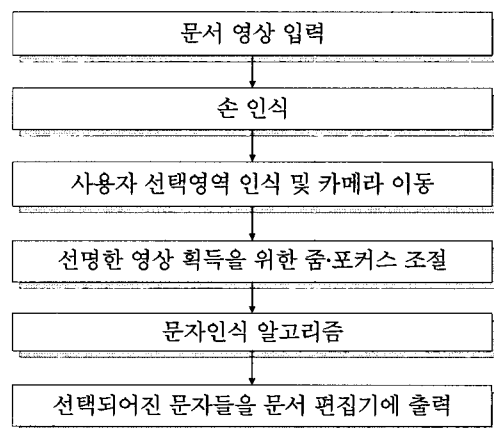 문서 영상 입력
손 인식
사용자 선택영역 인식 및 카메라 이동
선명한 영상 획득을 위한 줌·포커스 조절
문자인식 알고리즘
선택되어진 문자들을 문서 편집기에 출력